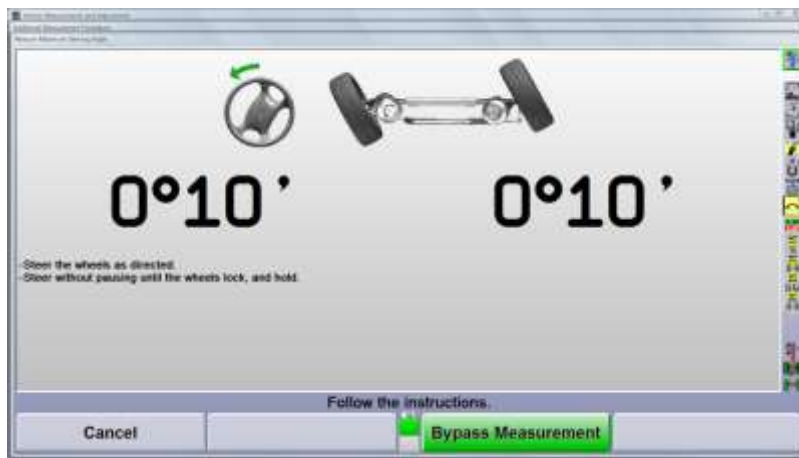 0°10' 0°10'
-Steer the wheels as directed.
-Steer without pausing until the wheels lock, and hold.
Follow the instructions.
Cancel
Bypass Measurement